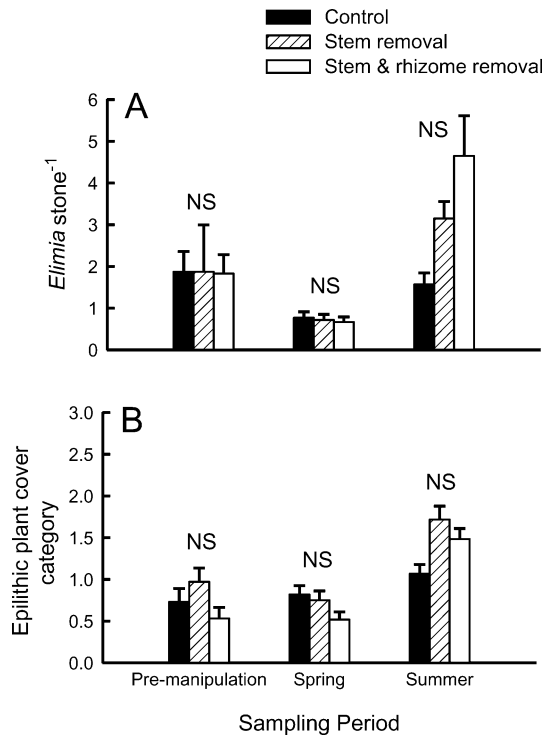 Control
Stem removal
Stem & rhizome removal
A
6
5
4
3
2
1
0
Elimia stone⁻¹
NS
NS
NS
B
3.0
2.5
2.0
1.5
1.0
0.5
0.0
Epilithic plant cover
category
NS
NS
NS
Pre-manipulation Spring Summer
Sampling Period